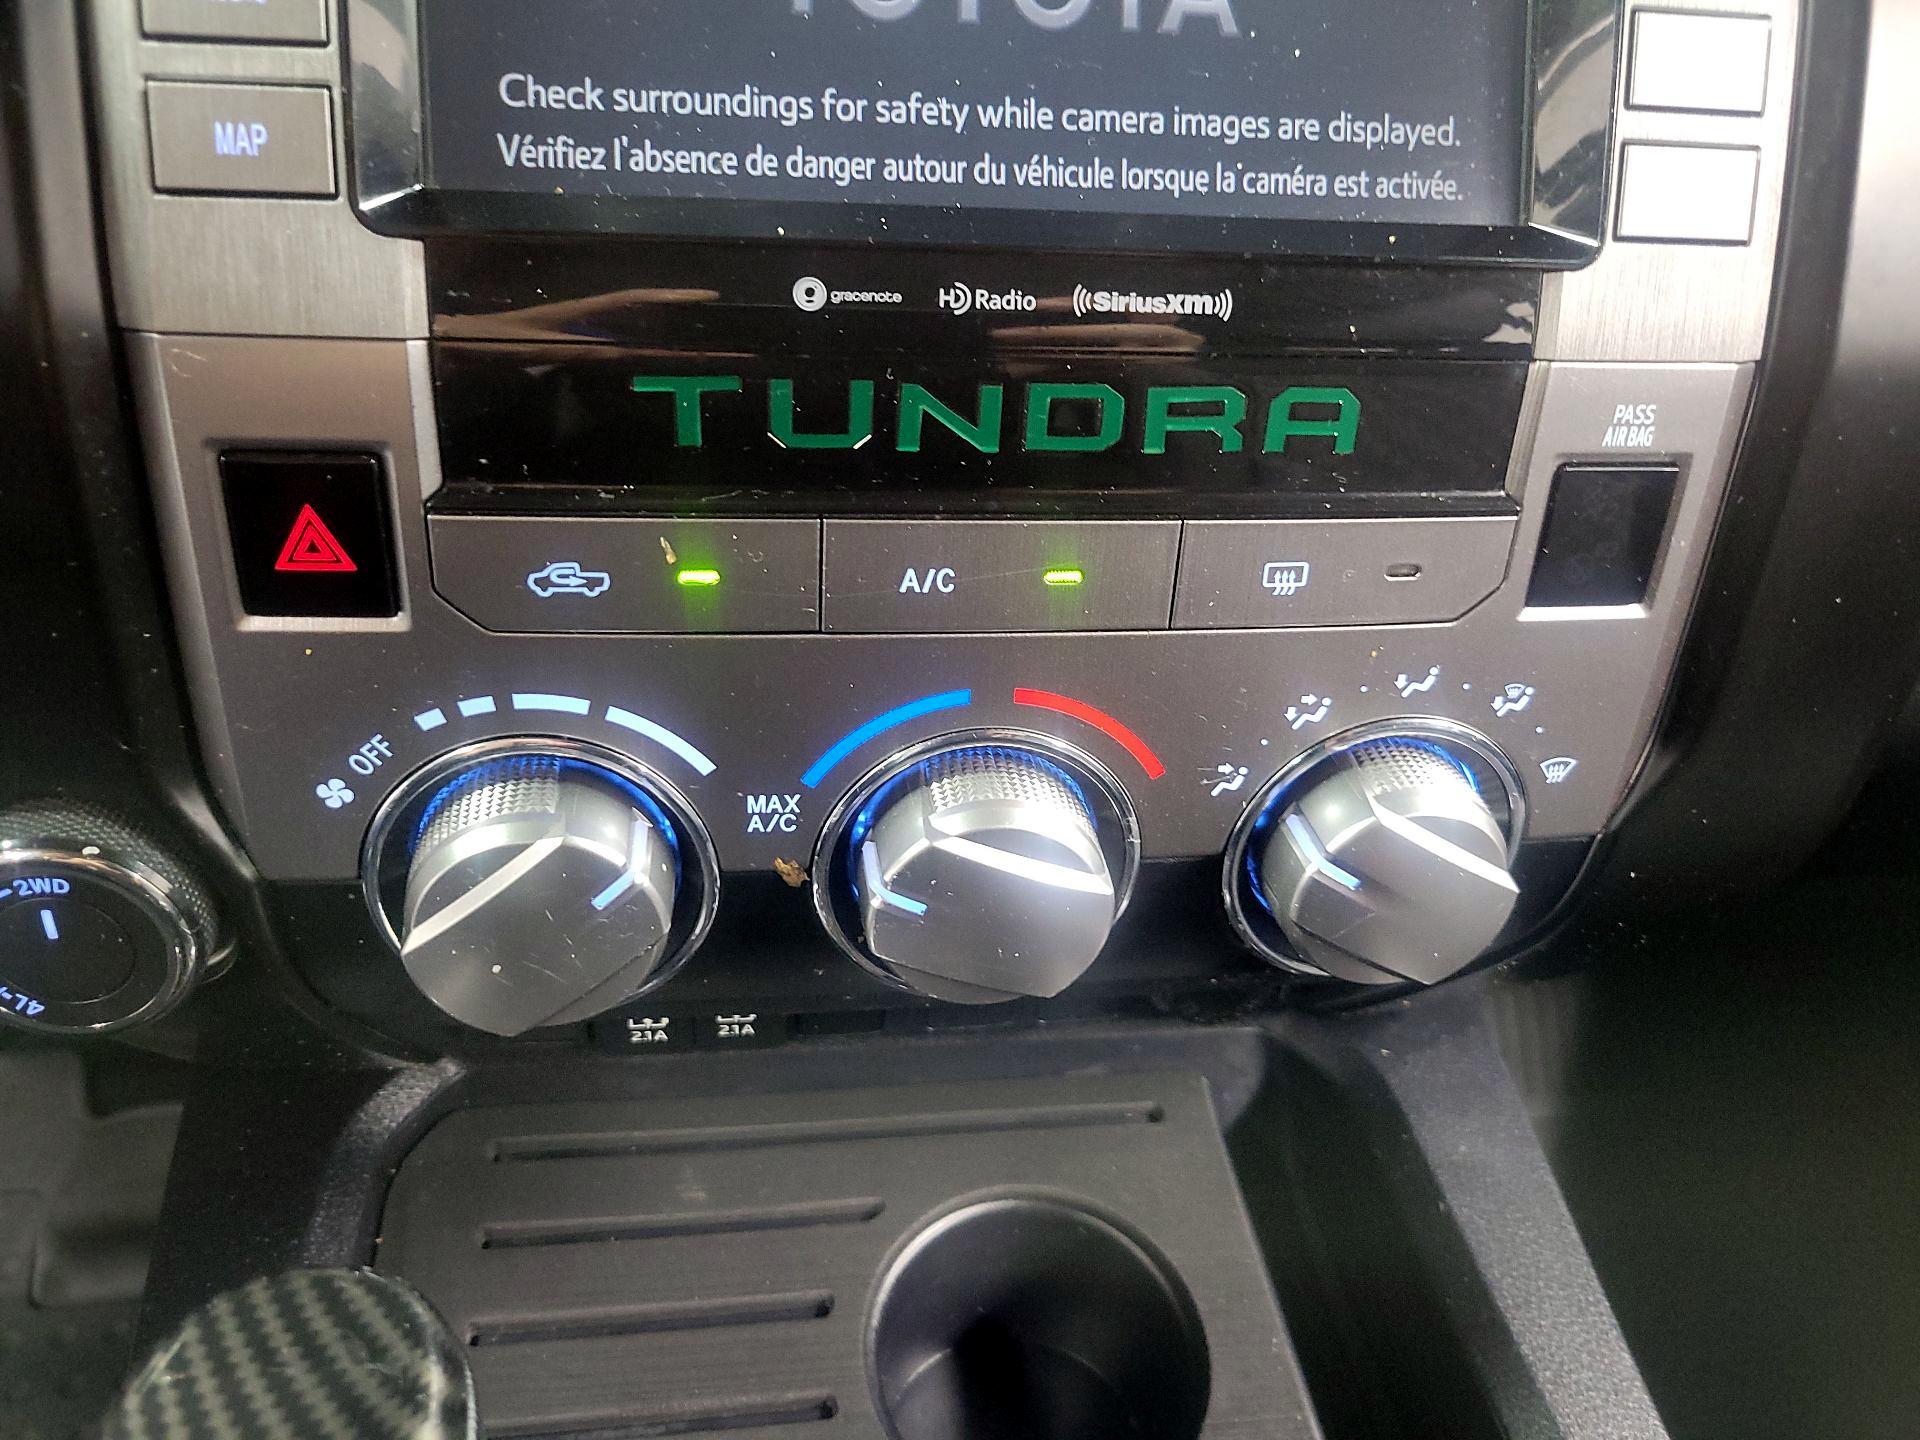 TOYOTA
Check surroundings for safety while camera images are displayed.
Vérifiez l'absence de danger autour du véhicule lorsque la caméra est activée.
MAP
gracenote HD Radio SiriusXM
TUNDRA
PASS
AIR BAG
A/C
OFF
MAX
A/C
2WD
2.1A 2.1A